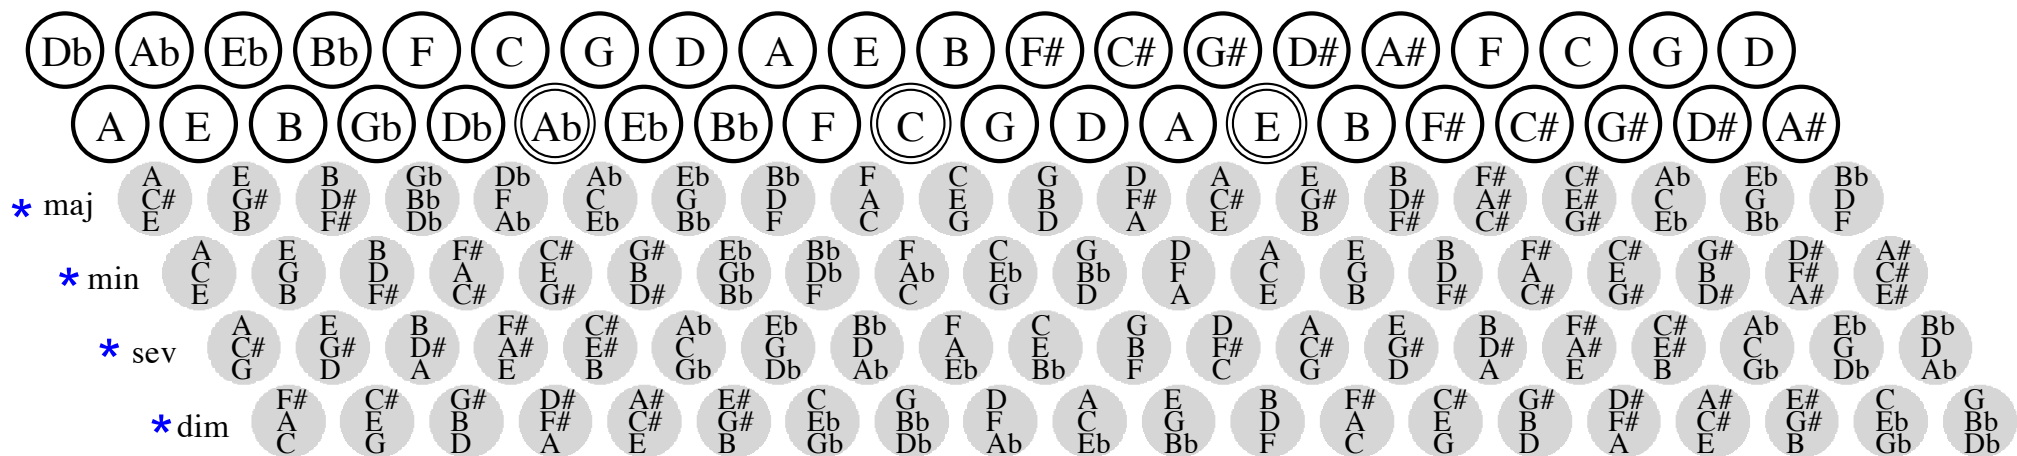 Db Ab Eb Bb F C G D A E B F# C# G# D# A# F C G D
A E B Gb Db Ab Eb Bb F C G D A E B F# C# G# D# A#
A E B Gb Db Ab Eb Bb F C G D A E B F# C# Ab Eb Bb
* maj C# G# D# Bb F C G D A E B F# C# G# D# A# E# C G D
E B F# Db Ab Eb Bb F C G D A E B F# C# G# Eb Bb F
A E B F# C# G# Eb Bb F C G D A E B F# C# G# D# A#
* min C G D A E B Gb Db Ab Eb Bb F C G D A E B F# C#
E B F# C# G# D# Bb F C G D A E B F# C# G# D# A# E#
A E B F# C# Ab Eb Bb F C G D A E B F# C# Ab Eb Bb
* sev C# G# D# A# E# C G D A E B F# C# G# D# A# E# C G D
G D A E B Gb Db Ab Eb Bb F C G D A E B Gb Db Ab
F# C# G# D# A# E# C G D A E B F# C# G# D# A# E# C G
* dim A E B F# C# G# Eb Bb F C G D A E B F# C# G# Eb Bb
C G D A E B Gb Db Ab Eb Bb F C G D A E B Gb Db